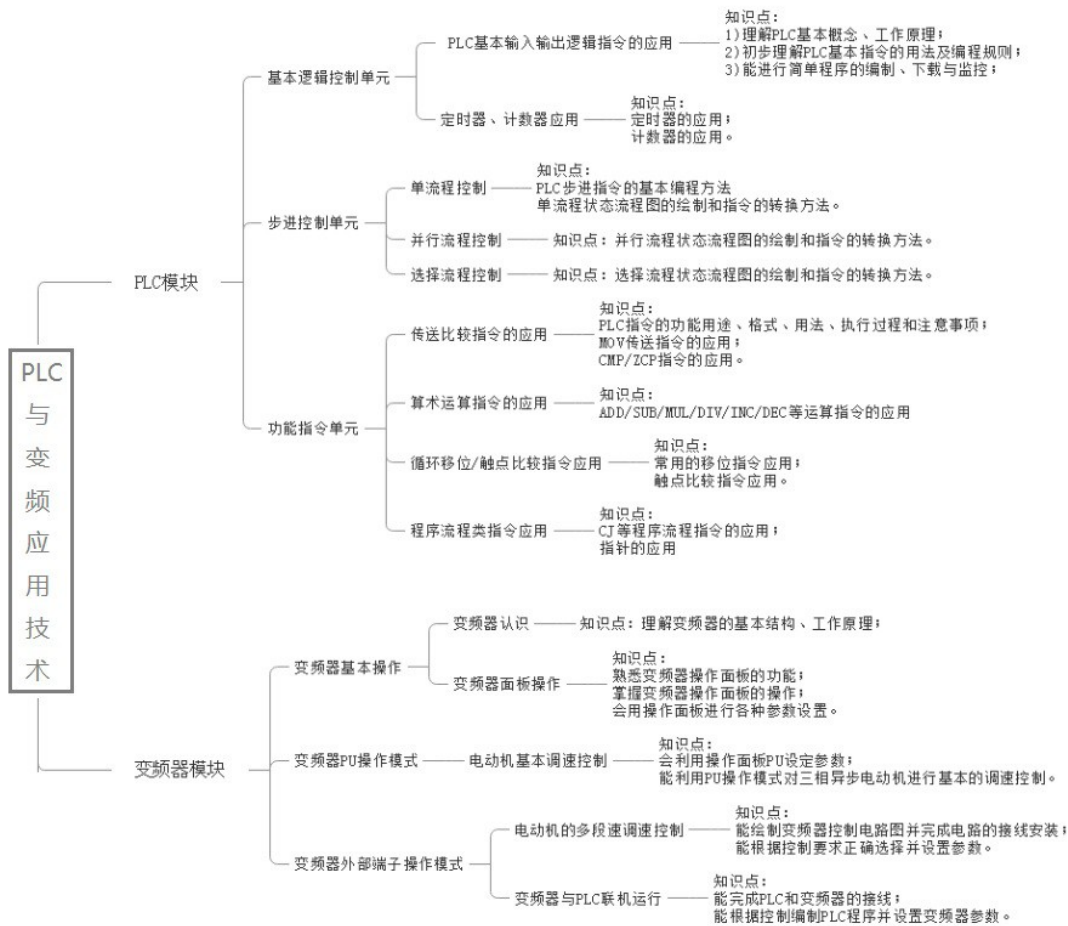 PLC与变频应用技术
PLC模块
基本逻辑控制单元
PLC基本输入输出逻辑指令的应用
知识点：
1)理解PLC基本概念、工作原理；
2)初步理解PLC基本指令的用法及编程规则；
3)能进行简单程序的编制、下载与监控；
定时器、计数器应用
知识点：
定时器的应用；
计数器的应用。
步进控制单元
单流程控制
知识点：
PLC步进指令的基本编程方法
单流程状态流程图的绘制和指令的转换方法。
并行流程控制
知识点：并行流程状态流程图的绘制和指令的转换方法。
选择流程控制
知识点：选择流程状态流程图的绘制和指令的转换方法。
功能指令单元
传送比较指令的应用
知识点：
PLC指令的功能用途、格式、用法、执行过程和注意事项；
MOV传送指令的应用；
CMP/ZCP指令的应用。
算术运算指令的应用
知识点：
ADD/SUB/MUL/DIV/INC/DEC等运算指令的应用
循环移位/触点比较指令应用
知识点：
常用的移位指令应用；
触点比较指令应用。
程序流程类指令应用
知识点：
CJ等程序流程指令的应用；
指针的应用
变频器模块
变频器基本操作
变频器认识
知识点：理解变频器的基本结构、工作原理；
变频器面板操作
知识点：
熟悉变频器操作面板的功能；
掌握变频器操作面板的操作；
会用操作面板进行各种参数设置。
变频器PU操作模式
电动机基本调速控制
知识点：
会利用操作面板PU设定参数；
能利用PU操作模式对三相异步电动机进行基本的调速控制。
变频器外部端子操作模式
电动机的多段速调速控制
知识点：
能绘制变频器控制电路图并完成电路的接线安装；
能根据控制要求正确选择并设置参数。
变频器与PLC联机运行
知识点：
能完成PLC和变频器的接线；
能根据控制编制PLC程序并设置变频器参数。